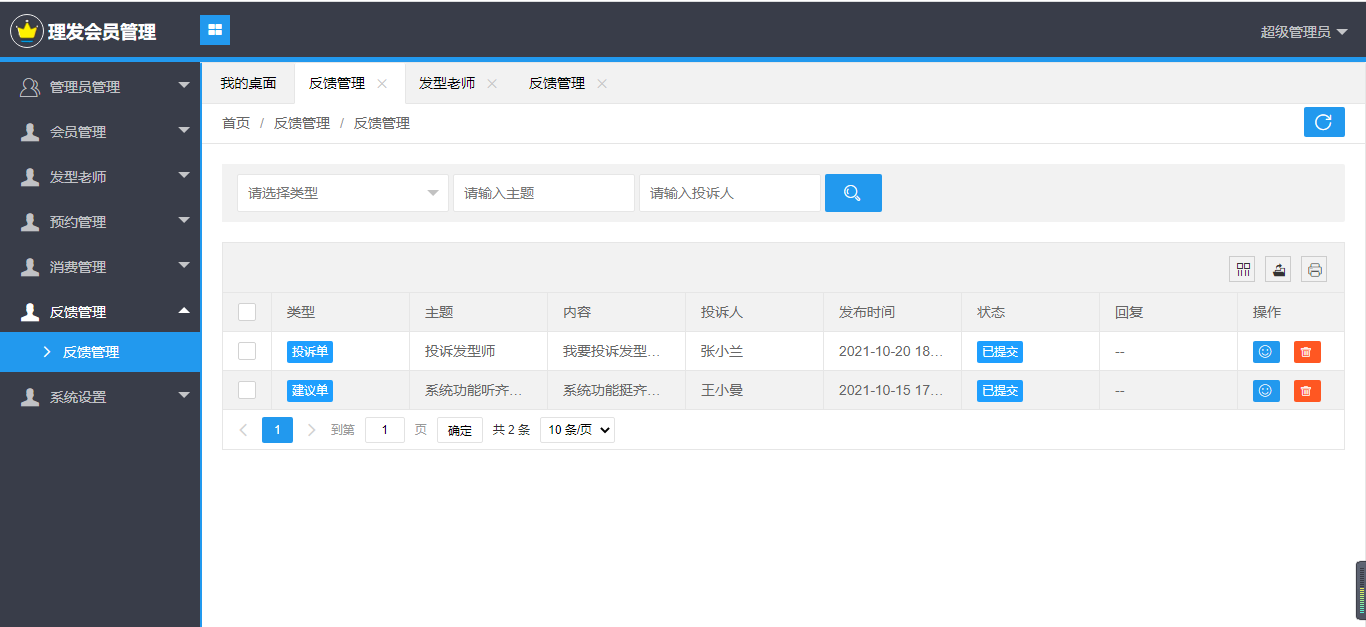 理发会员管理
超级管理员
管理员管理
会员管理
发型老师
预约管理
消费管理
反馈管理
反馈管理
系统设置
我的桌面 反馈管理 发型老师 反馈管理
首页 / 反馈管理 / 反馈管理
请选择类型 请输入主题 请输入投诉人
类型 主题 内容 投诉人 发布时间 状态 回复 操作
投诉单 投诉发型师 我要投诉发型... 张小兰 2021-10-20 18... 已提交 --
建议单 系统功能听齐... 系统功能挺齐... 王小曼 2021-10-15 17... 已提交 --
1 到第 1 页 确定 共 2 条 10 条/页